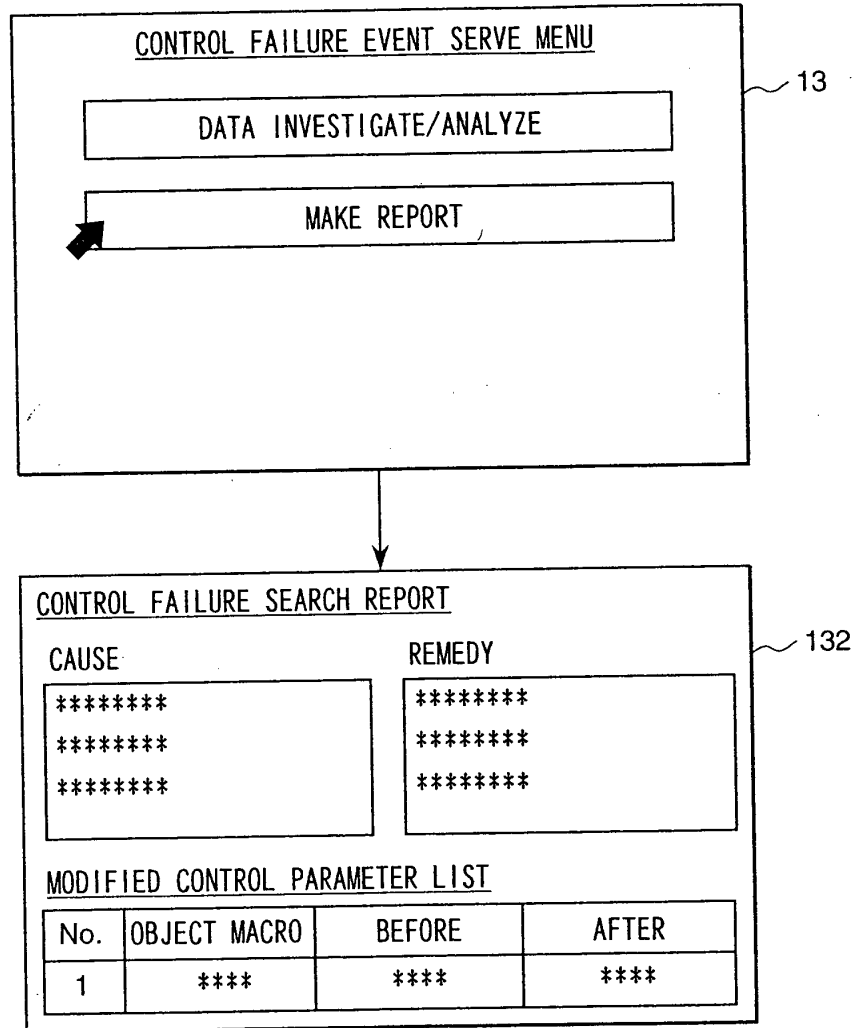 CONTROL FAILURE EVENT SERVE MENU
13
DATA INVESTIGATE/ANALYZE
MAKE REPORT
CONTROL FAILURE SEARCH REPORT
132
CAUSE
********
********
********
REMEDY
********
********
********
MODIFIED CONTROL PARAMETER LIST
No. OBJECT MACRO BEFORE AFTER
1 **** **** ****